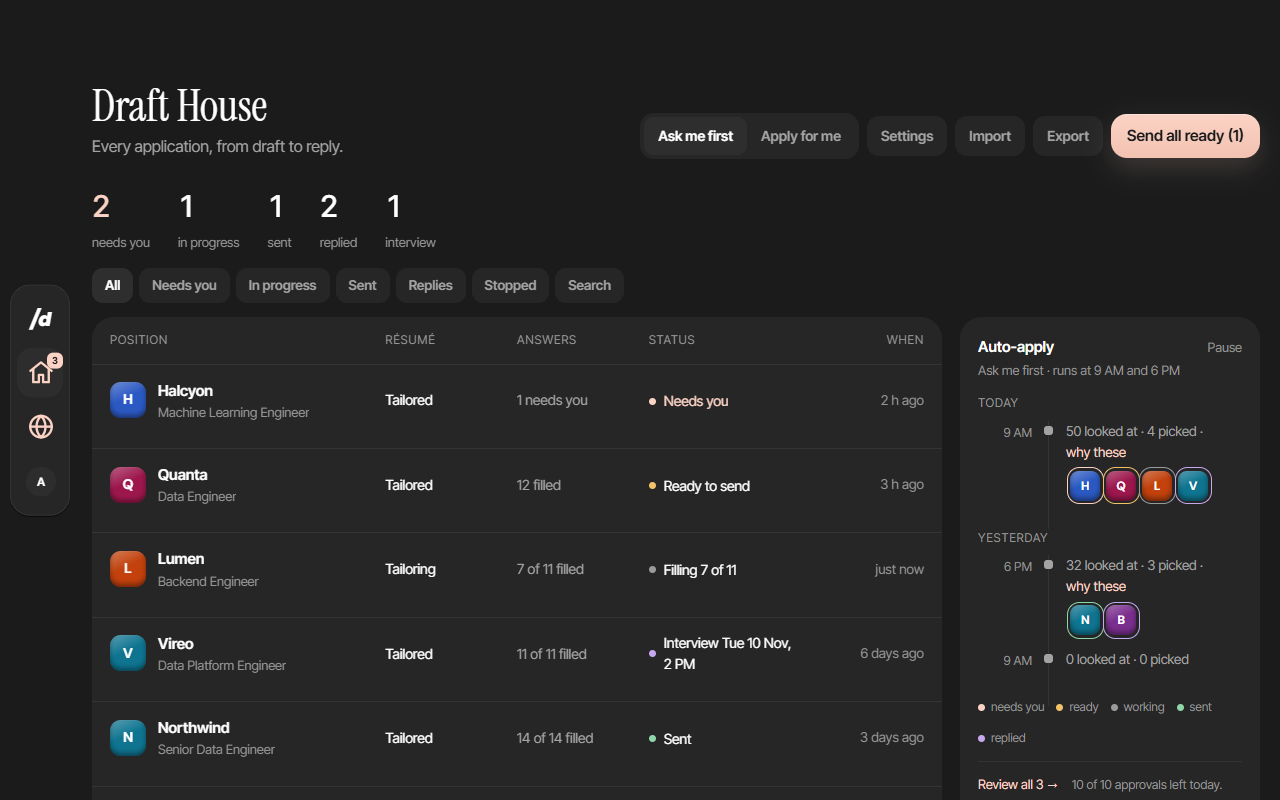 Draft House
Every application, from draft to reply.
Ask me first
Apply for me
Settings
Import
Export
Send all ready (1)
2
needs you
1
in progress
1
sent
2
replied
1
interview
All
Needs you
In progress
Sent
Replies
Stopped
Search
/d
3
A
POSITION
RÉSUMÉ
ANSWERS
STATUS
WHEN
H
Halcyon
Machine Learning Engineer
Tailored
1 needs you
Needs you
2 h ago
Q
Quanta
Data Engineer
Tailored
12 filled
Ready to send
3 h ago
L
Lumen
Backend Engineer
Tailoring
7 of 11 filled
Filling 7 of 11
just now
V
Vireo
Data Platform Engineer
Tailored
11 of 11 filled
Interview Tue 10 Nov,
2 PM
6 days ago
N
Northwind
Senior Data Engineer
Tailored
14 of 14 filled
Sent
3 days ago
Auto-apply
Pause
Ask me first · runs at 9 AM and 6 PM
TODAY
9 AM
50 looked at · 4 picked ·
why these
H Q L V
YESTERDAY
6 PM
32 looked at · 3 picked ·
why these
N B
9 AM
0 looked at · 0 picked
needs you
ready
working
sent
replied
Review all 3 →
10 of 10 approvals left today.